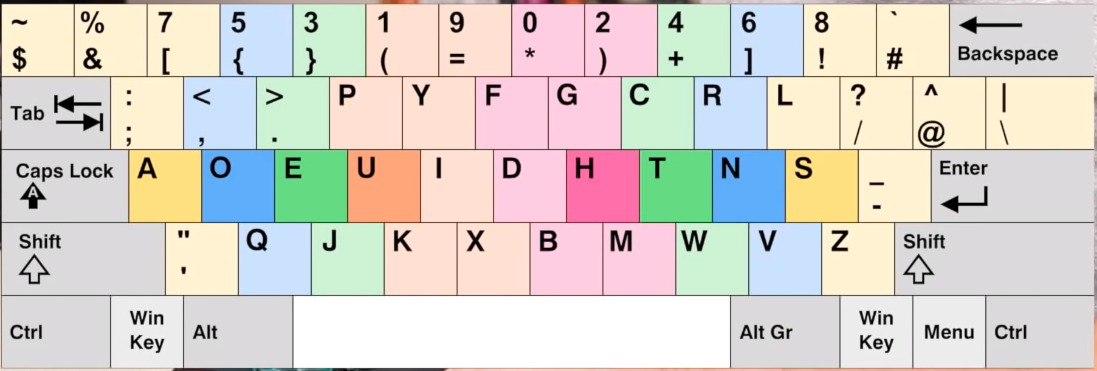 ~ % 7 5 3 1 9 0 2 4 6 8 `
$ & [ { } ( = * ) + ] ! # Backspace
Tab : < > P Y F G C R L ? ^ |
; , . / @ \
Caps Lock A O E U I D H T N S _ Enter
A -
Shift " Q J K X B M W V Z Shift
'
Ctrl Win Key Alt Alt Gr Win Key Menu Ctrl